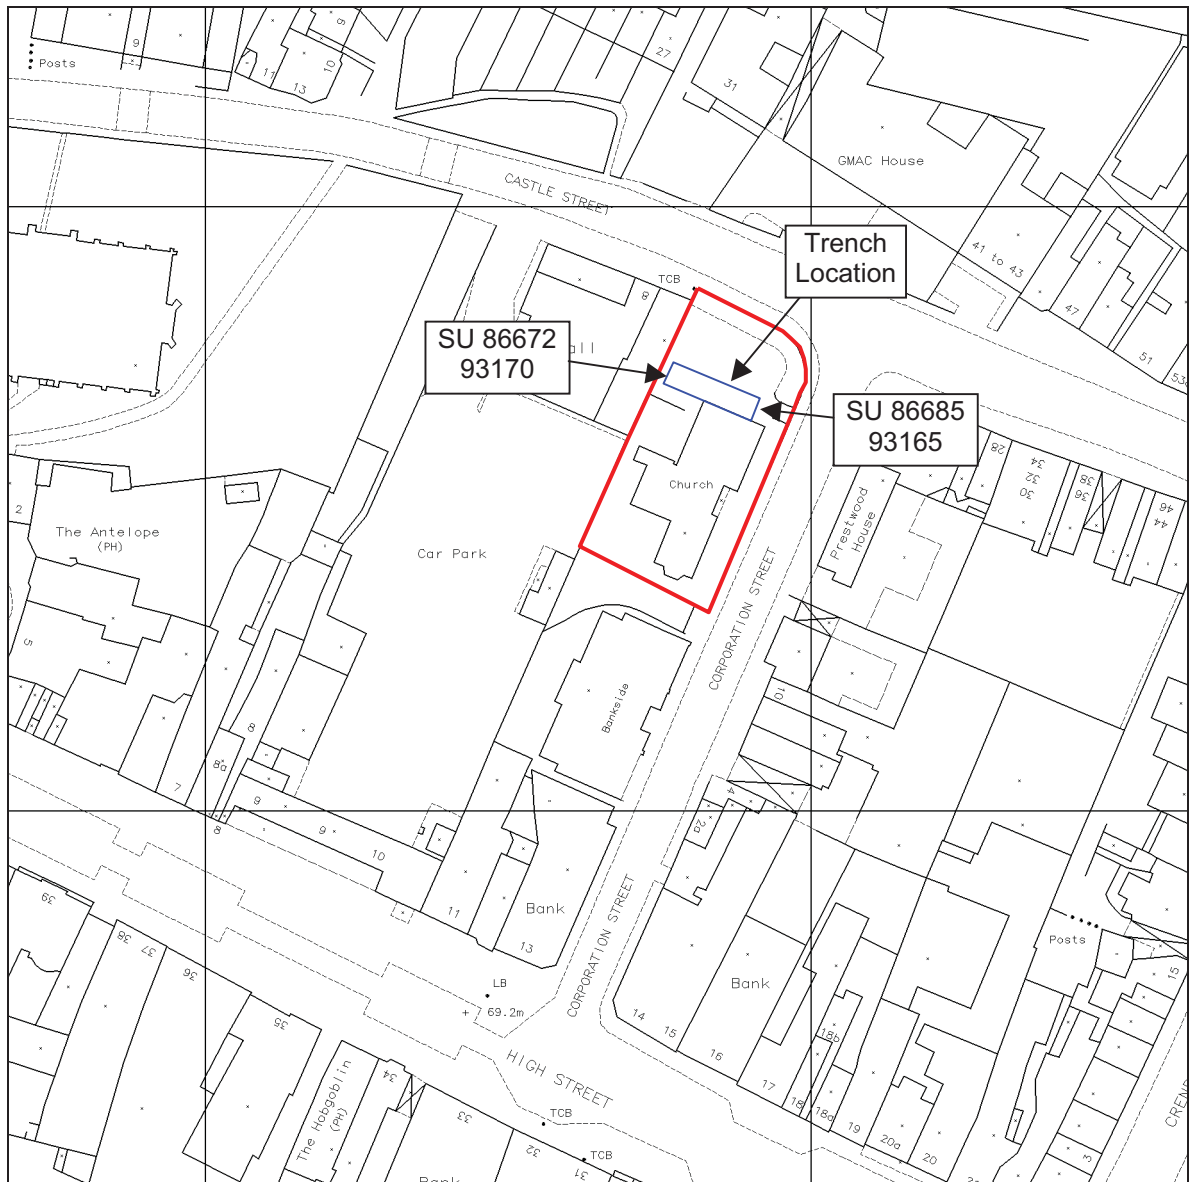 9
Posts
11
13
10
9
27
31
GMAC House
CASTLE STREET
41 to 43
47
51
TCB
8
Trench
Location
SU 86672
93170
all
SU 86685
93165
Church
28
34
32
30
38
36
46
44
2
The Antelope
(PH)
Car Park
Prestwood
House
CORPORATION STREET
5
Bankside
10
8
8a
7
4
2a
8
9
9
10
11
Bank
13
CORPORATION STREET
39
38
37
36
35
LB
+ 69.2m
14
15
16
Bank
17
18
18a
18b
19
20a
20
Posts
15
HIGH STREET
The Hobgoblin
(PH)
34
33
32
31
TCB
TCB
3
CREN